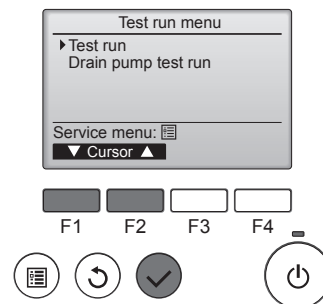 Test run menu
Test run
Drain pump test run
Service menu:
▼ Cursor ▲
F1 F2 F3 F4